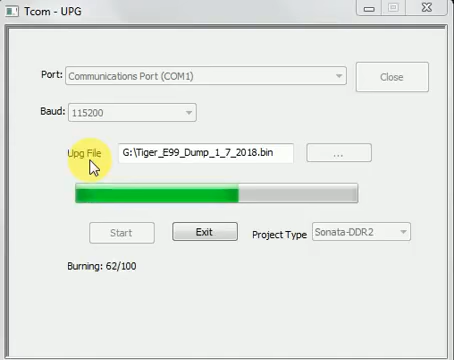 Tcom - UPG
Port: Communications Port (COM1) Close
Baud: 115200
Upg File G:\Tiger_E99_Dump_1_7_2018.bin ...
Start Exit Project Type Sonata-DDR2
Burning: 62/100